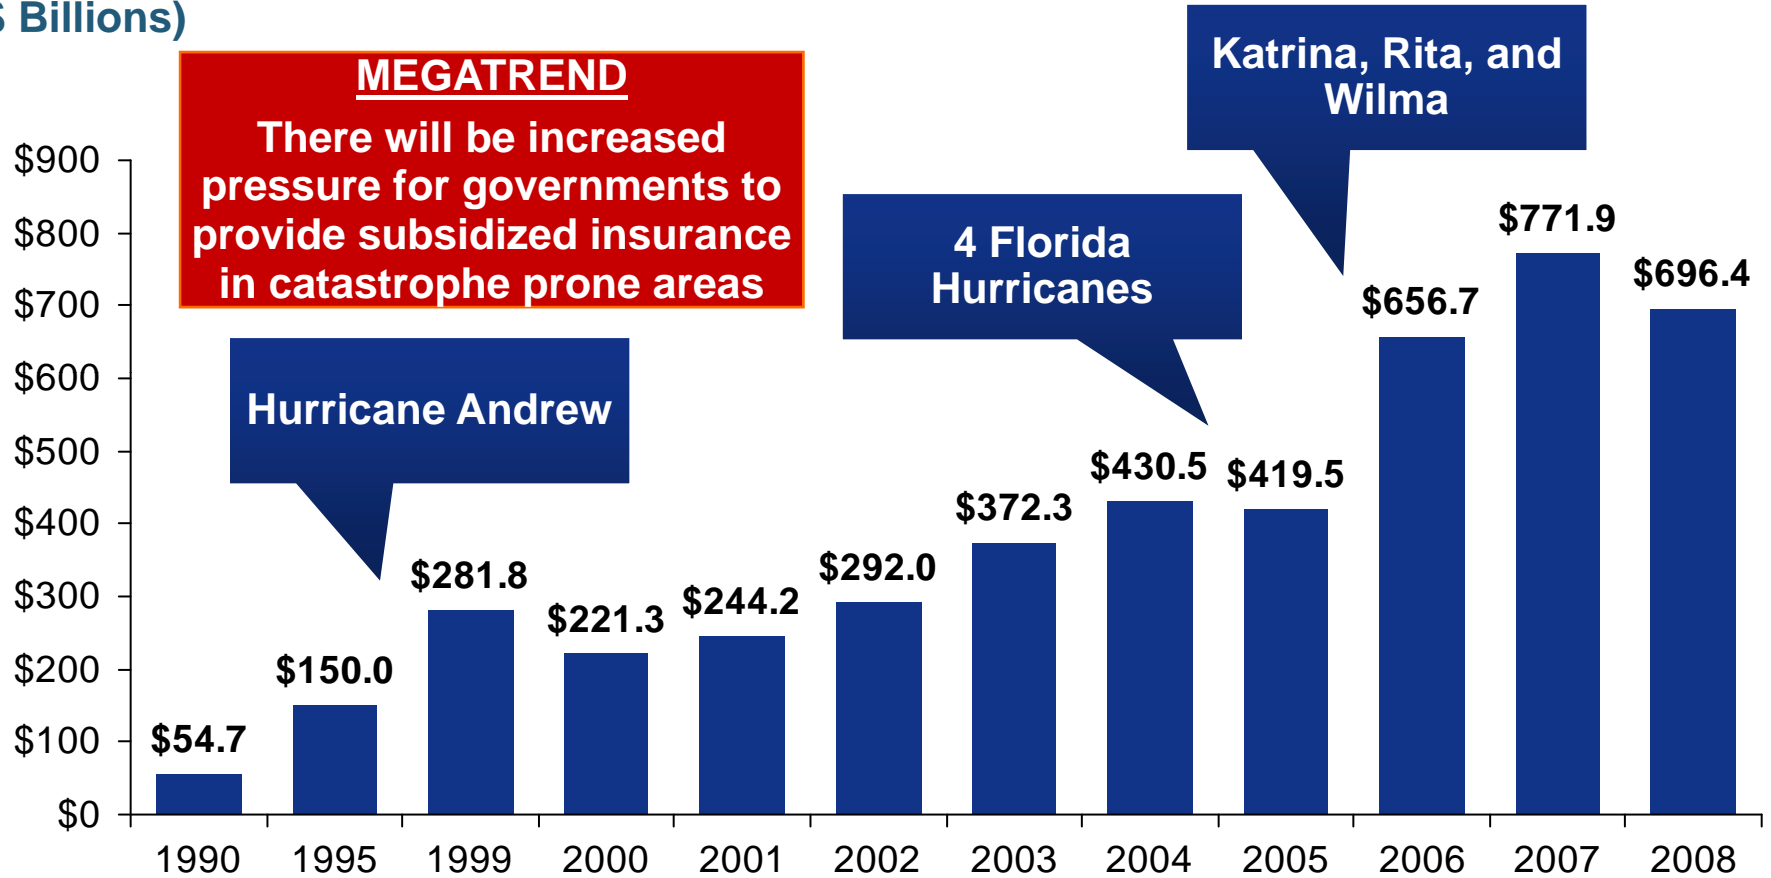 $ Billions)
MEGATREND
There will be increased
pressure for governments to
provide subsidized insurance
in catastrophe prone areas
Katrina, Rita, and
Wilma
4 Florida
Hurricanes
Hurricane Andrew
$900
$800
$700
$600
$500
$400
$300
$200
$100
$0
$54.7
$150.0
$281.8
$221.3
$244.2
$292.0
$372.3
$430.5
$419.5
$656.7
$771.9
$696.4
1990 1995 1999 2000 2001 2002 2003 2004 2005 2006 2007 2008